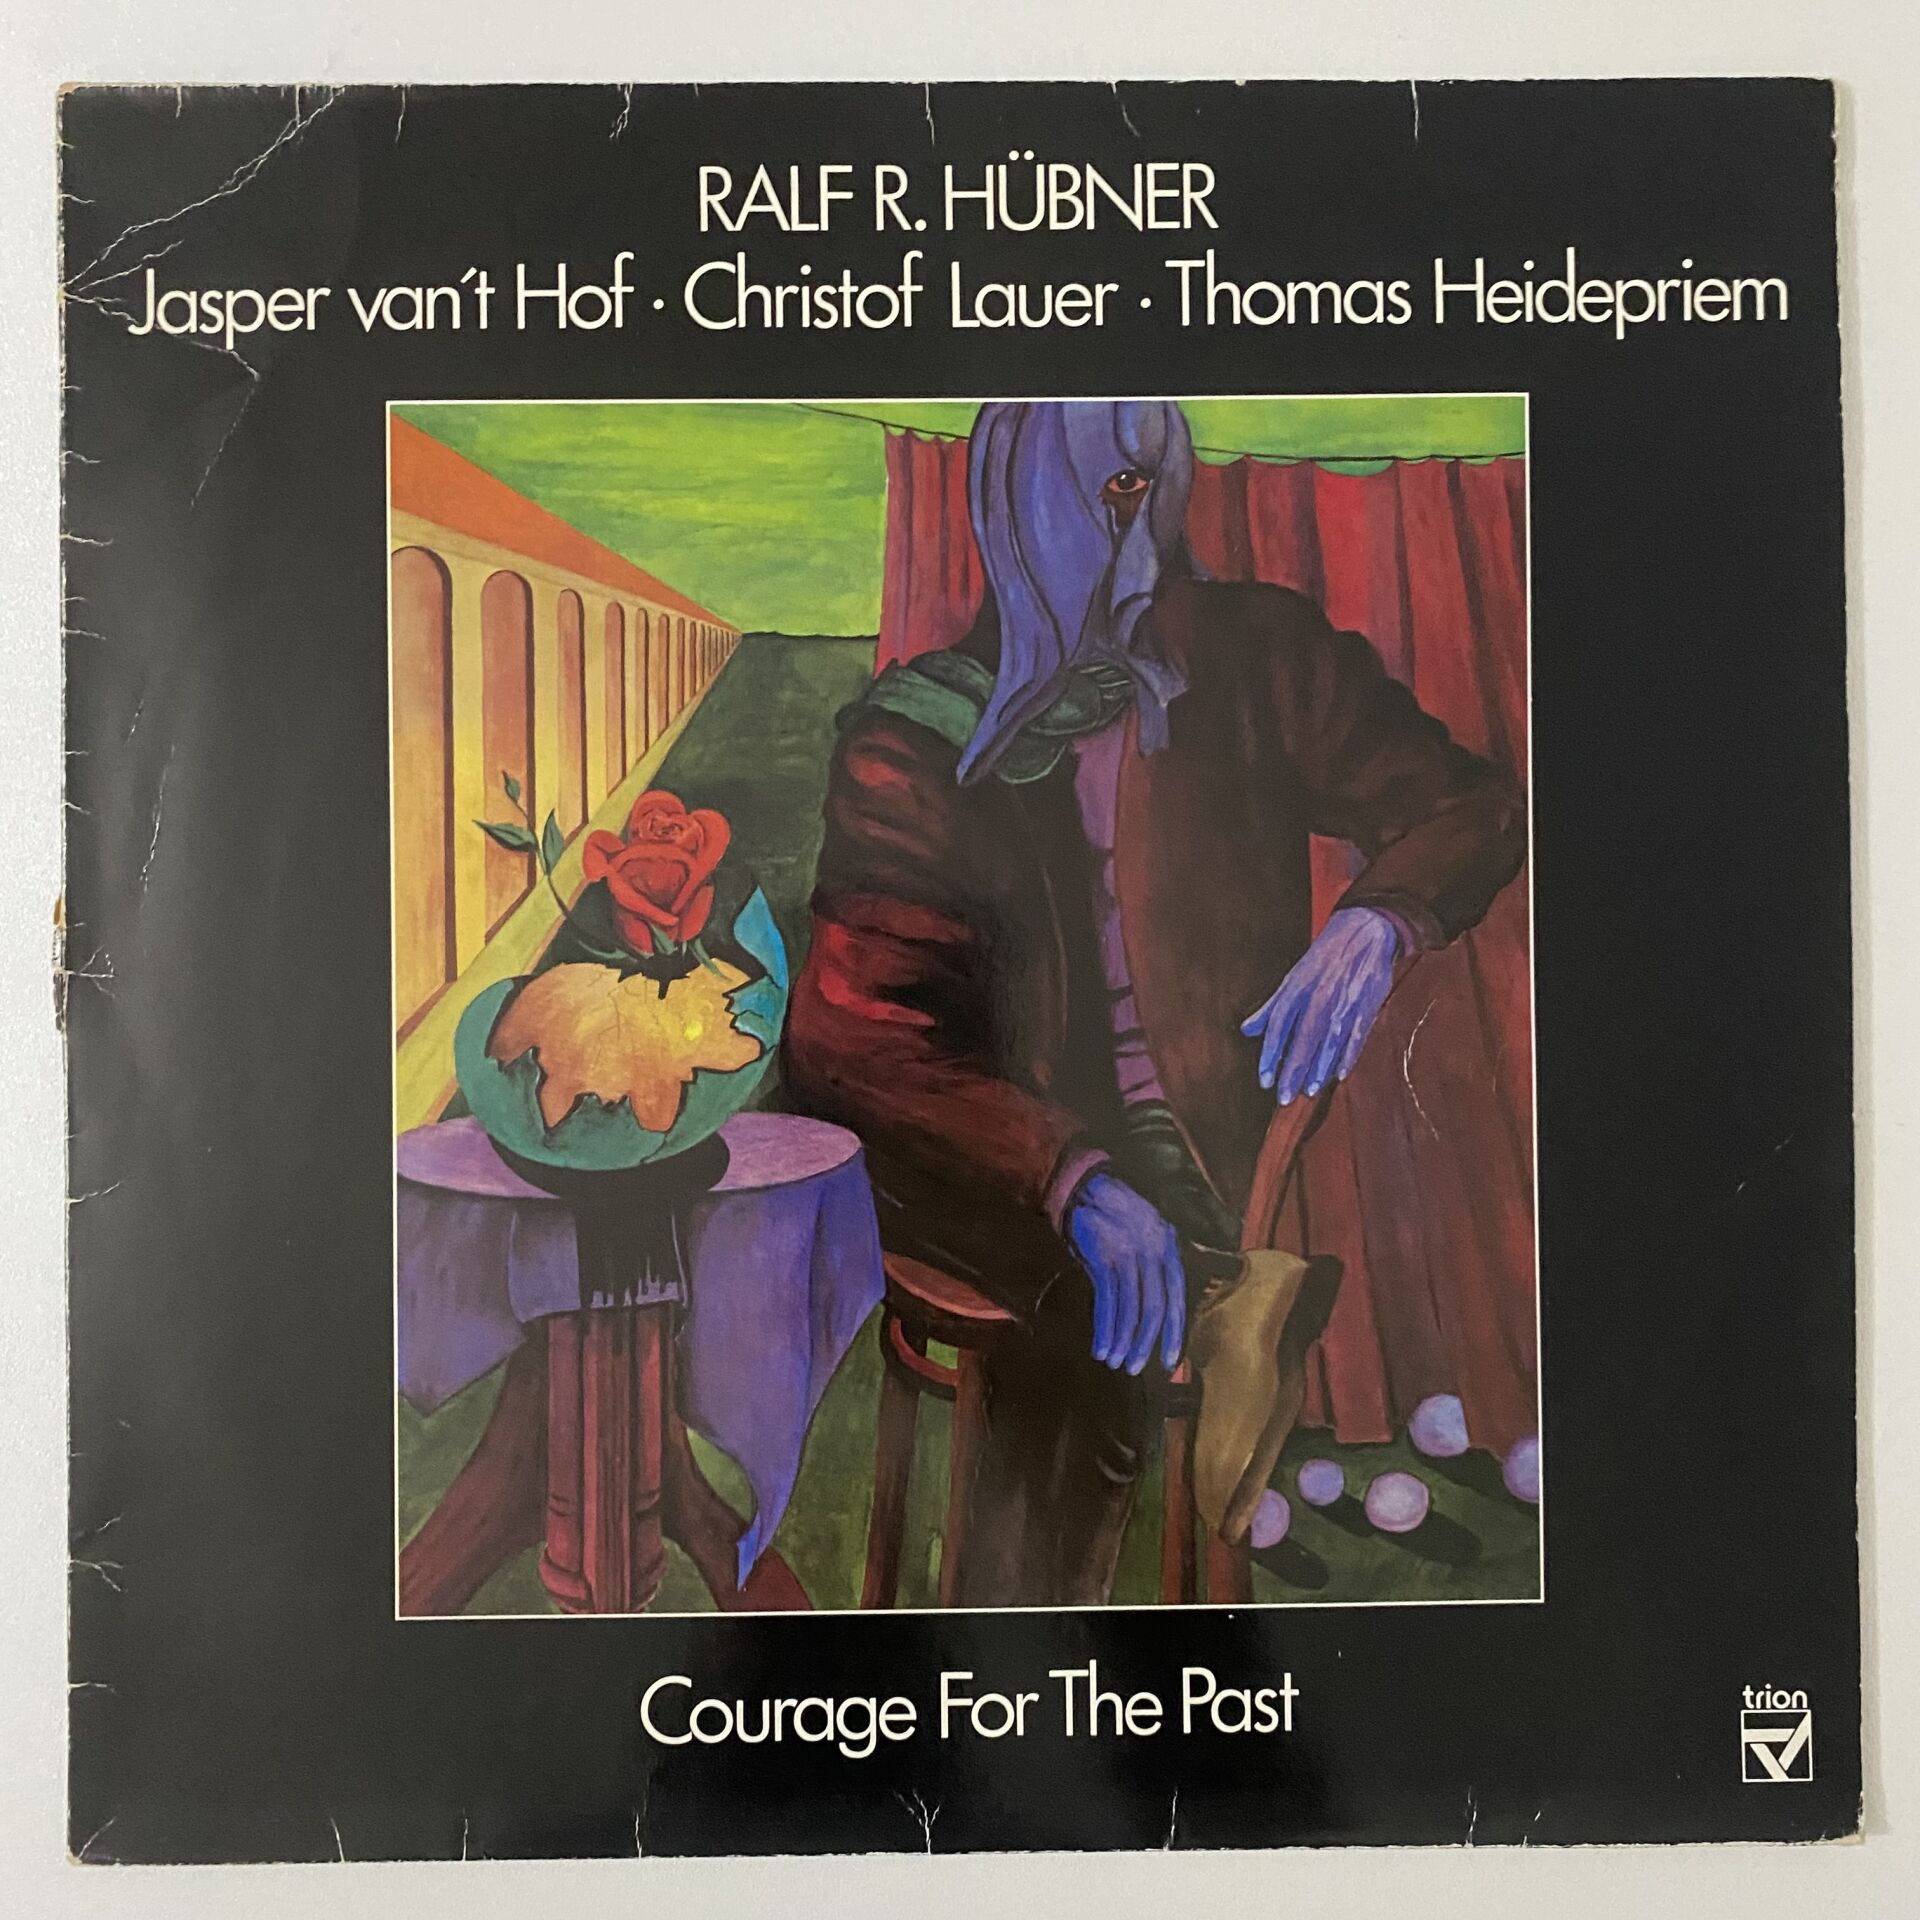 RALF R. HÜBNER
Jasper van´t Hof · Christof Lauer · Thomas Heidepriem
Courage For The Past
trion